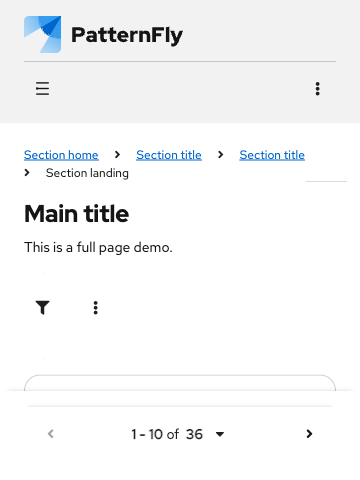 PatternFly
Section home Section title Section title
Section landing
Main title
This is a full page demo.
1 - 10 of 36